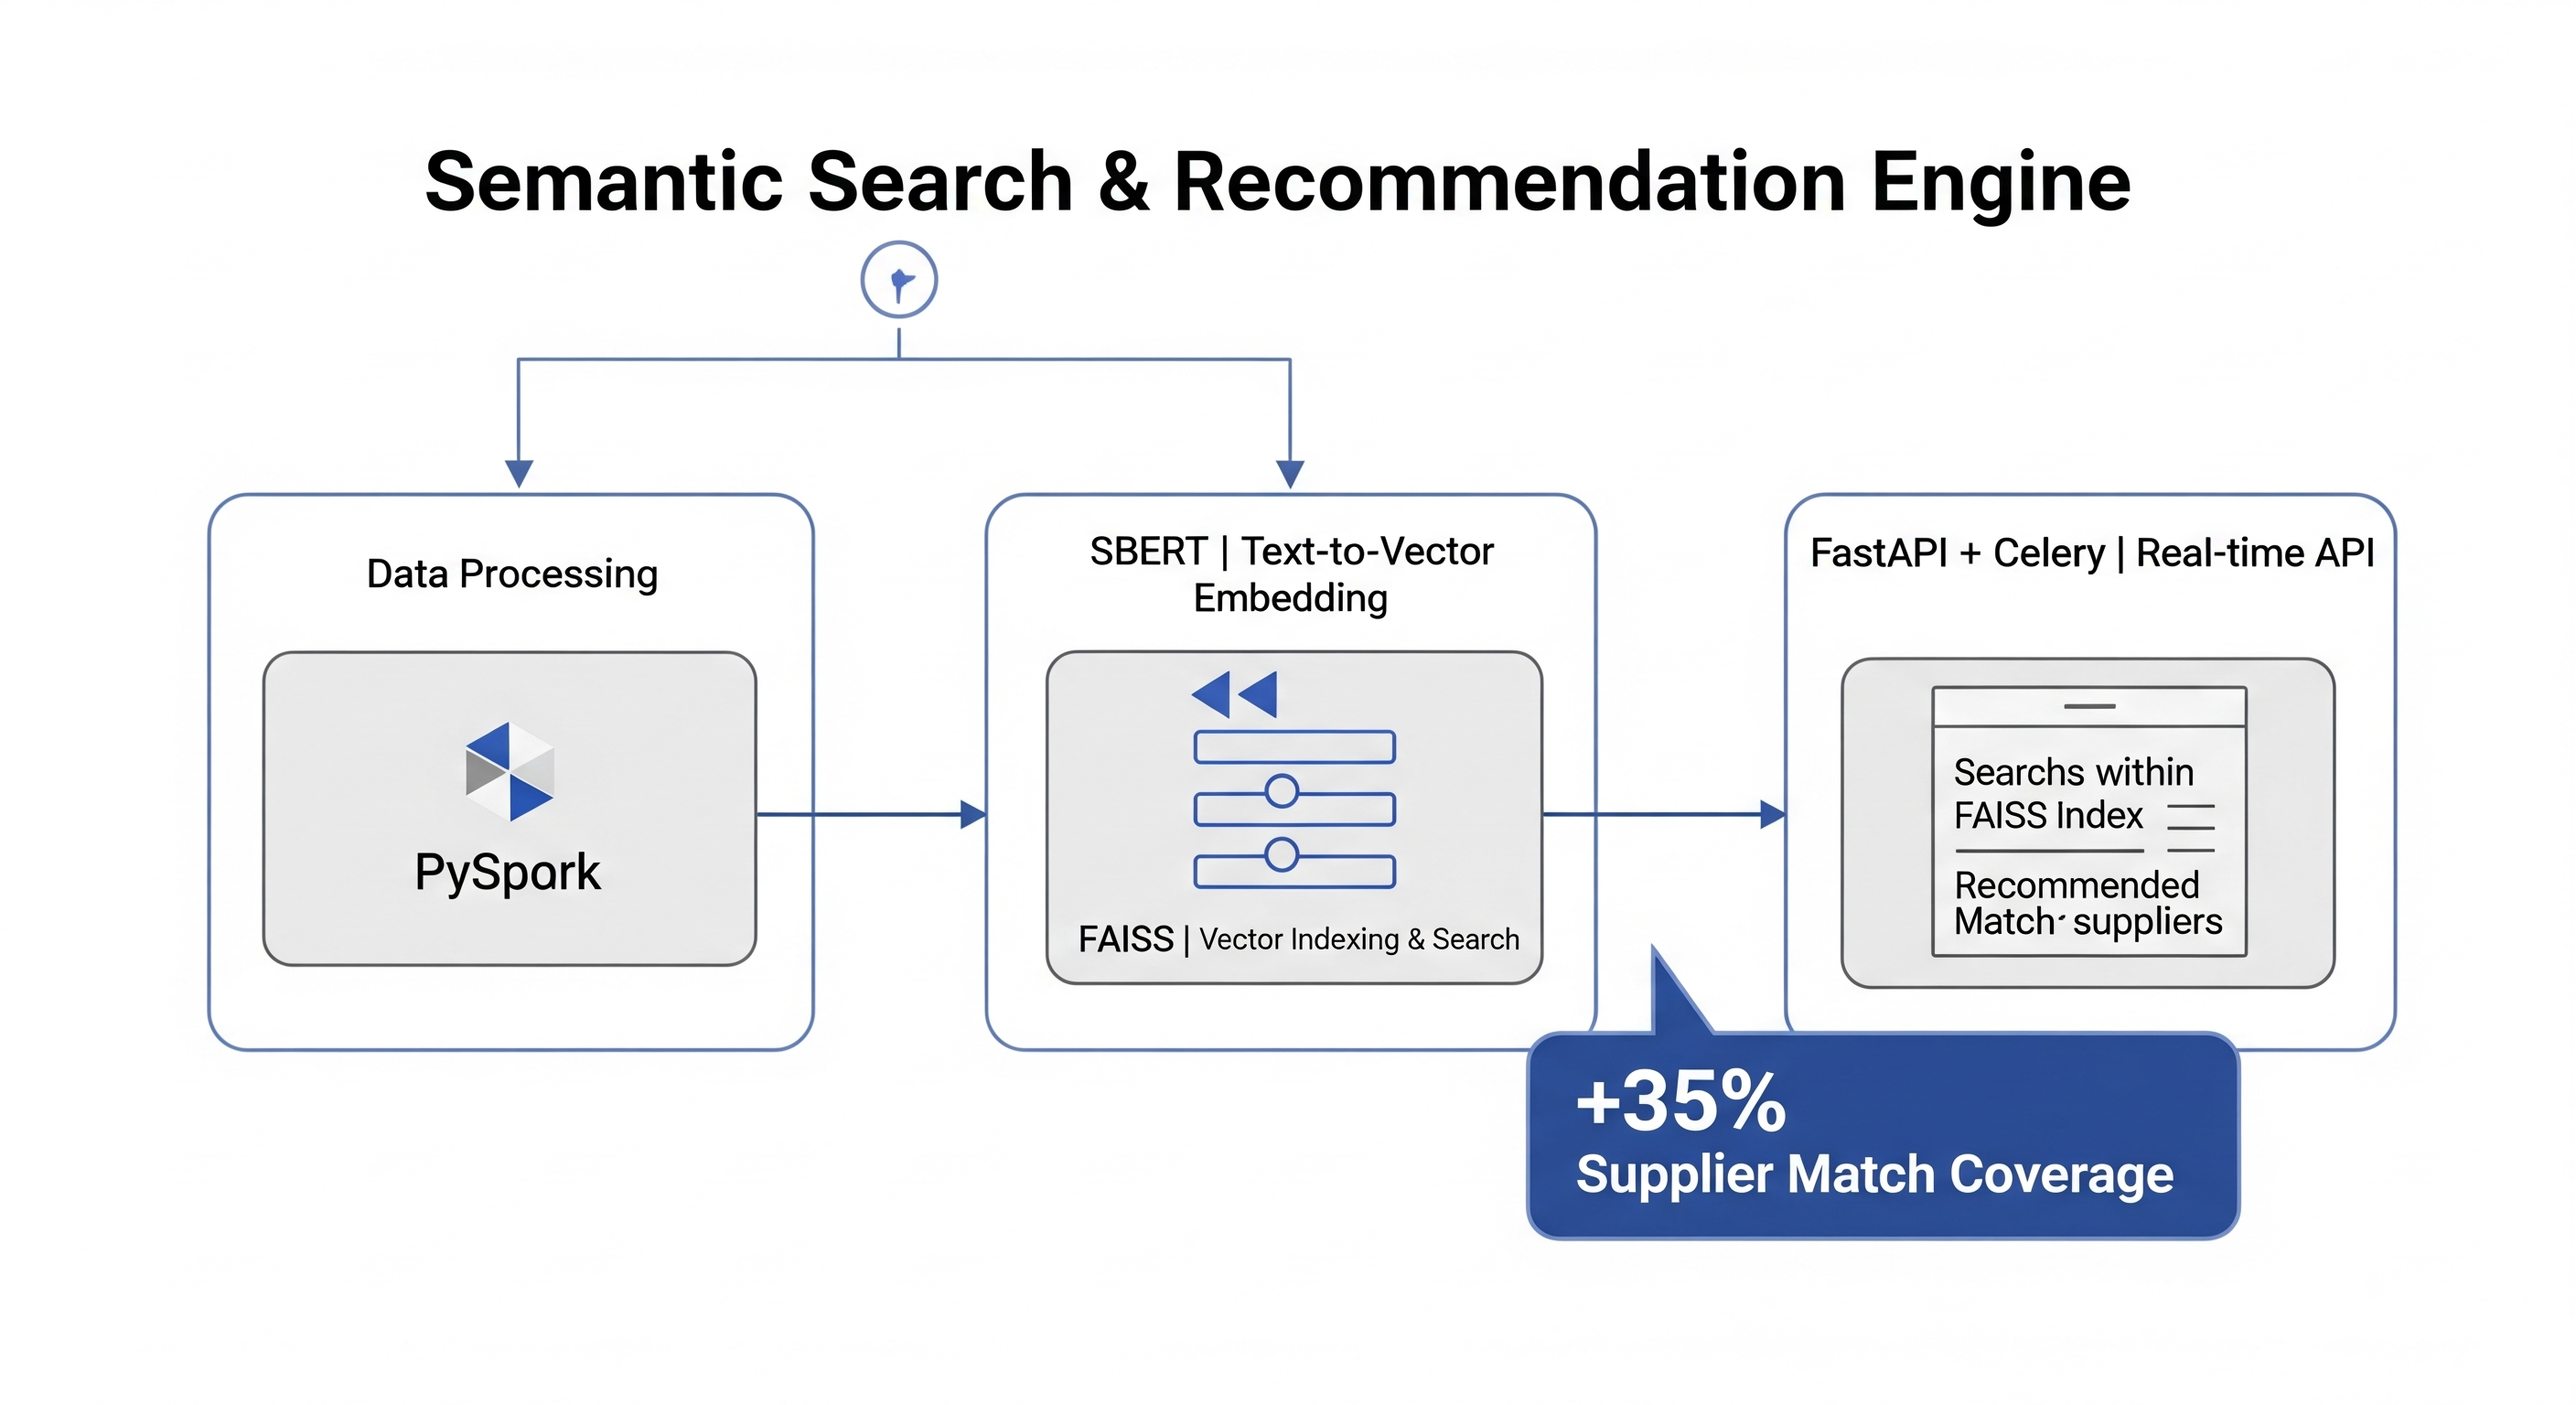 Semantic Search & Recommendation Engine
Data Processing
PySpark
SBERT | Text-to-Vector
Embedding
FAISS | Vector Indexing & Search
FastAPI + Celery | Real-time API
Searchs within
FAISS Index
Recommended
Match· suppliers
+35%
Supplier Match Coverage